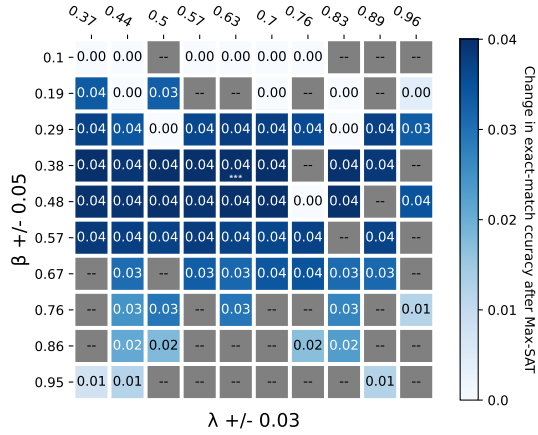 0.37 0.44 0.5 0.57 0.63 0.7 0.76 0.83 0.89 0.96
0.1 0.00 0.00 -- 0.00 0.00 0.00 0.00 -- -- --
0.19 0.04 0.00 0.03 -- -- 0.00 -- 0.00 -- 0.00
0.29 0.04 0.04 0.00 0.04 0.04 0.04 0.04 0.00 0.04 0.03
0.38 0.04 0.04 0.04 0.04 0.04 0.04 -- 0.04 0.04 --
***
0.48 0.04 0.04 0.04 0.04 0.04 0.04 0.00 0.04 -- 0.04
0.57 0.04 0.04 0.04 0.04 0.04 0.04 0.04 -- 0.04 --
0.67 -- 0.03 -- 0.03 0.03 0.04 0.04 0.03 0.03 --
0.76 -- 0.03 0.03 -- 0.03 -- -- 0.03 -- 0.01
0.86 -- 0.02 0.02 -- -- -- 0.02 0.02 -- --
0.95 0.01 0.01 -- -- -- -- -- -- 0.01 --
β +/- 0.05
λ +/- 0.03
0.04
0.03
0.02
0.01
0.0
Change in exact-match ccuracy after Max-SAT